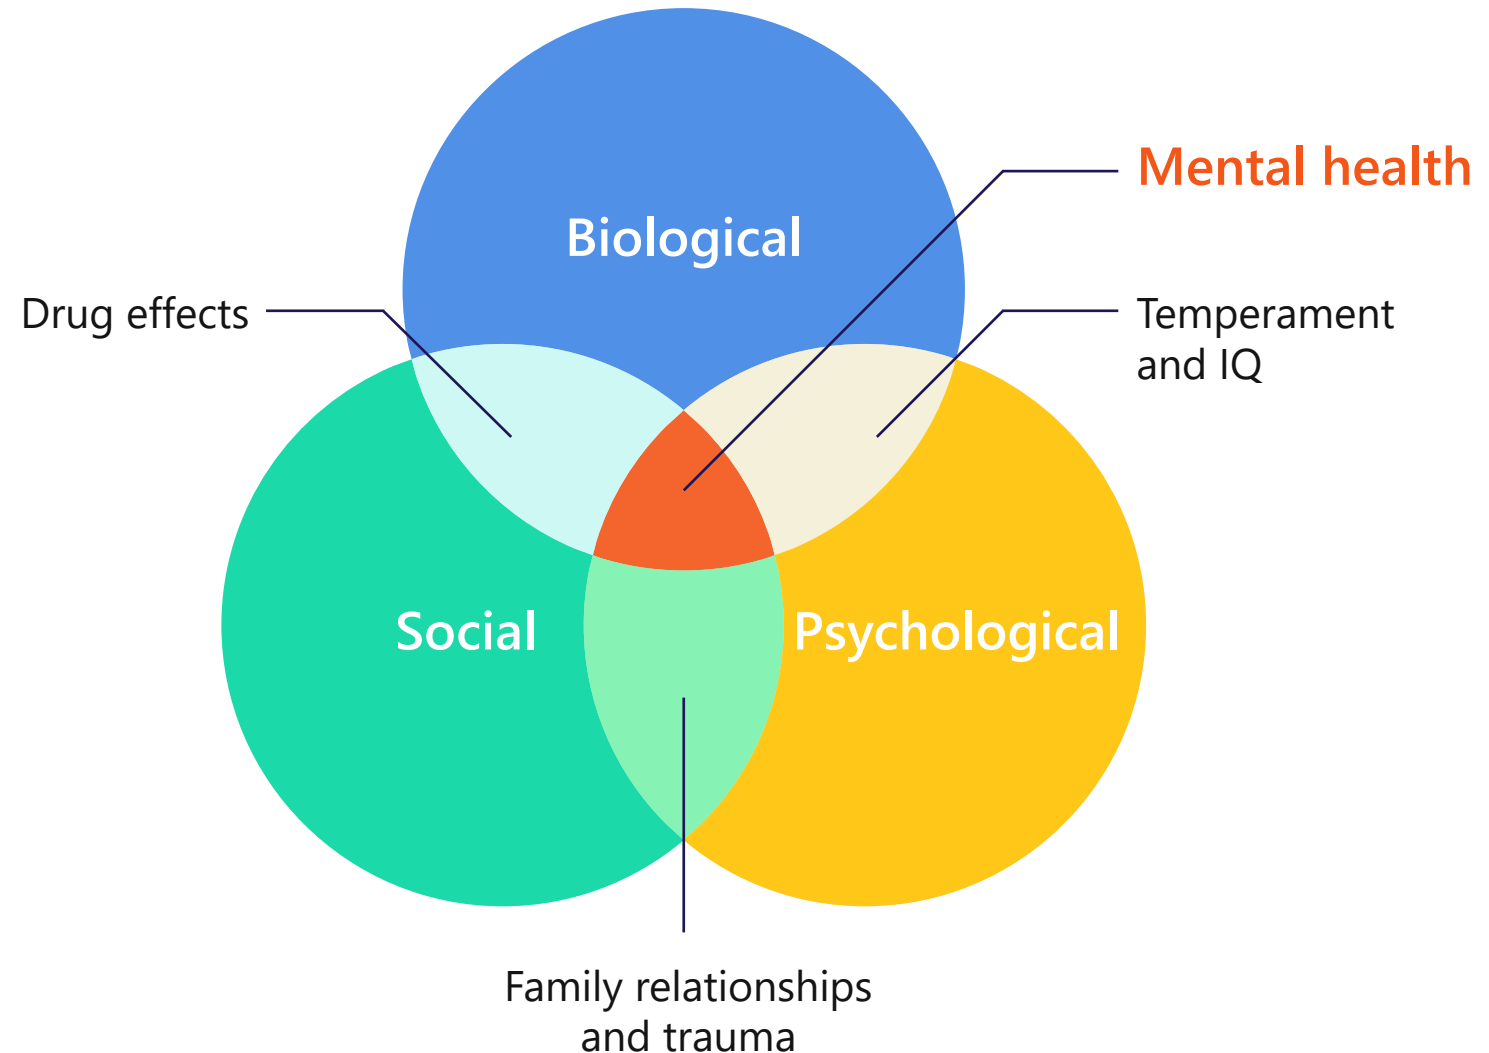 Mental health
Biological
Drug effects
Temperament
and IQ
Social
Psychological
Family relationships
and trauma